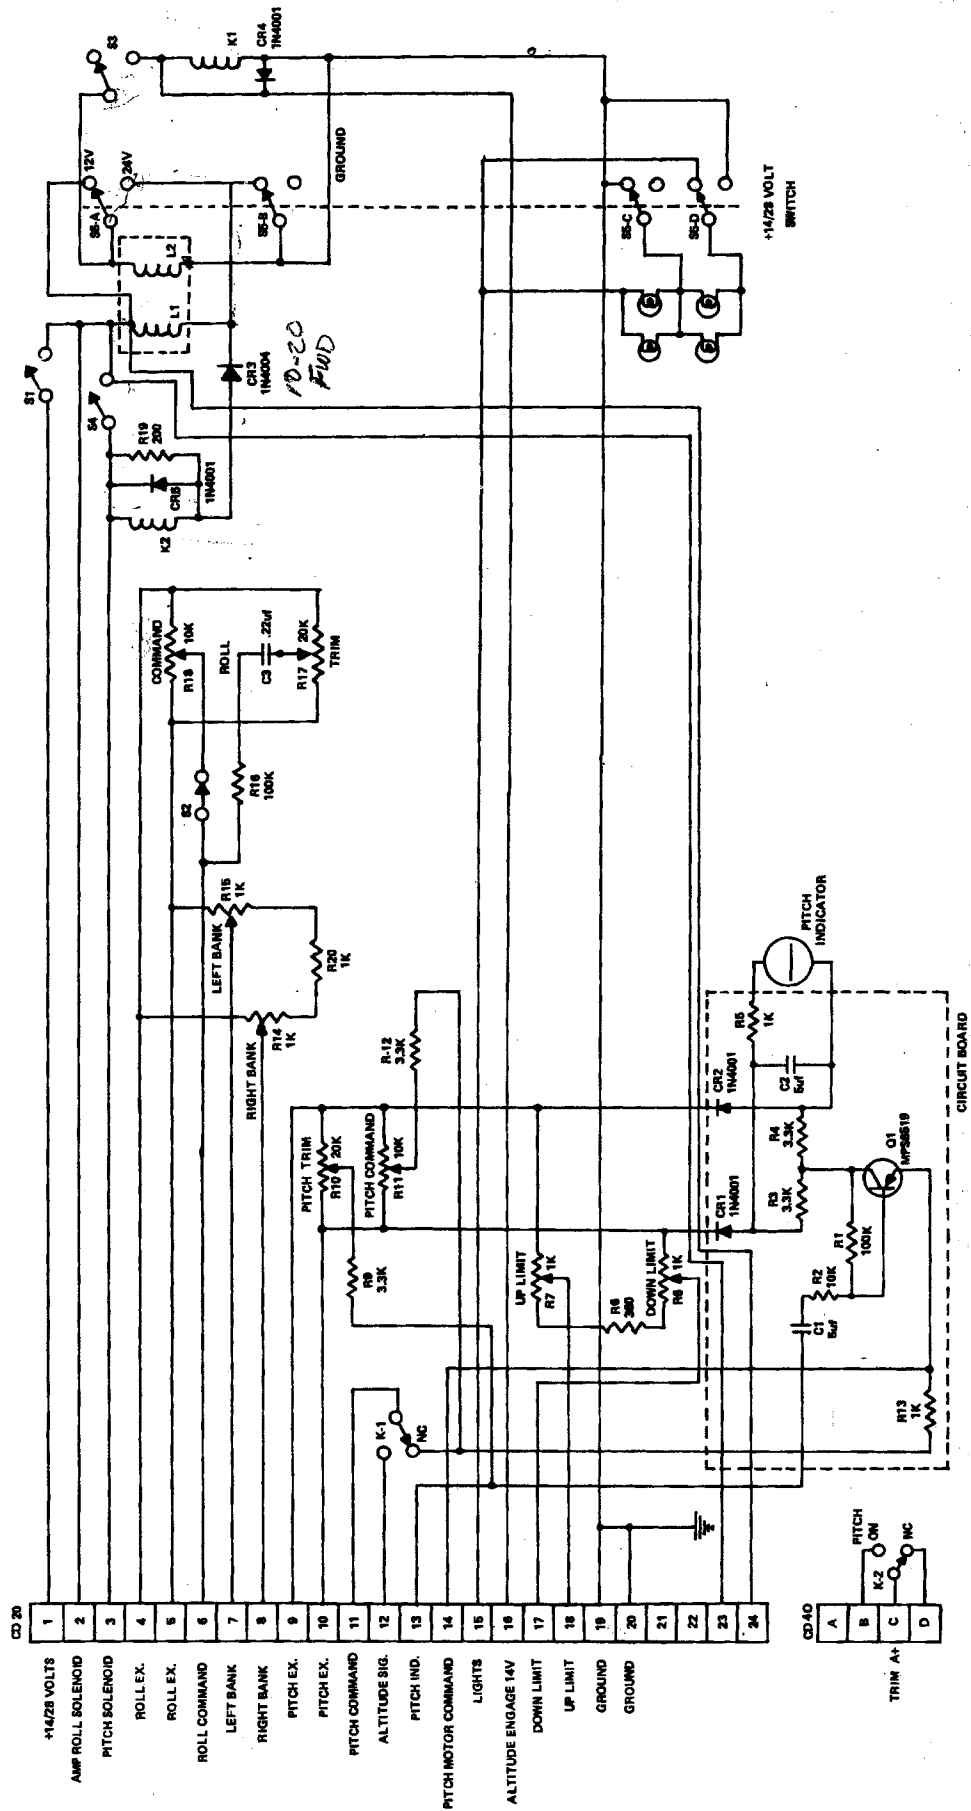 CD 20
+14/28 VOLTS 1
AMP ROLL SOLENOID 2
PITCH SOLENOID 3
ROLL EX. 4
ROLL EX. 5
ROLL COMMAND 6
LEFT BANK 7
RIGHT BANK 8
PITCH EX. 9
PITCH EX. 10
PITCH COMMAND 11
ALTITUDE SIG. 12
PITCH IND. 13
PITCH MOTOR COMMAND 14
LIGHTS 15
ALTITUDE ENGAGE 14V 16
DOWN LIMIT 17
UP LIMIT 18
GROUND 19
GROUND 20
21
22
23
24
CD 40
A
B
TRIM A+ C
D
PITCH
ON
K-2
NC
K-1
NC
R9
3.3K
PITCH TRIM
R10 20K
PITCH COMMAND
R11 10K
R-12
3.3K
UP LIMIT
R7 1K
R6
360
DOWN LIMIT
R8 1K
RIGHT BANK
R14
1K
LEFT BANK
R15
1K
R20
1K
S2
R16
100K
COMMAND
R18 10K
ROLL
C3 .22uf
R17 20K
TRIM
K2
CR5
1N4001
R19
200
S4
S1
CR3
1N4004
10-20
FWD
L1
L2
S5-A
12V
24V
S5-B
GROUND
S3
K1
CR4
1N4001
S5-C
S5-D
+14/28 VOLT
SWITCH
R13
1K
C1
5uf
R2
10K
R1
100K
R3
3.3K
CR1
1N4001
R4
3.3K
CR2
1N4001
Q1
MPS6519
C2
5uf
R5
1K
PITCH
INDICATOR
CIRCUIT BOARD